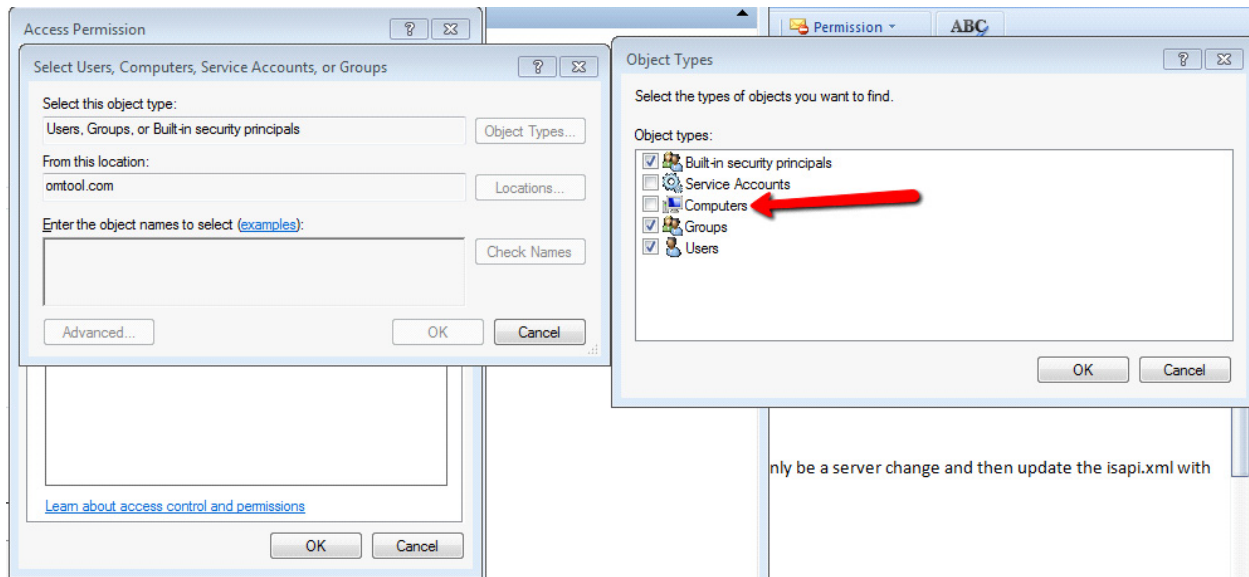 Access Permission
Select Users, Computers, Service Accounts, or Groups
Select this object type:
Users, Groups, or Built-in security principals
Object Types...
From this location:
omtool.com
Locations...
Enter the object names to select (examples):
Check Names
Advanced...
OK
Cancel
Learn about access control and permissions
OK
Cancel
Permission
ABC
Object Types
Select the types of objects you want to find.
Object types:
Built-in security principals
Service Accounts
Computers
Groups
Users
OK
Cancel
nly be a server change and then update the isapi.xml with